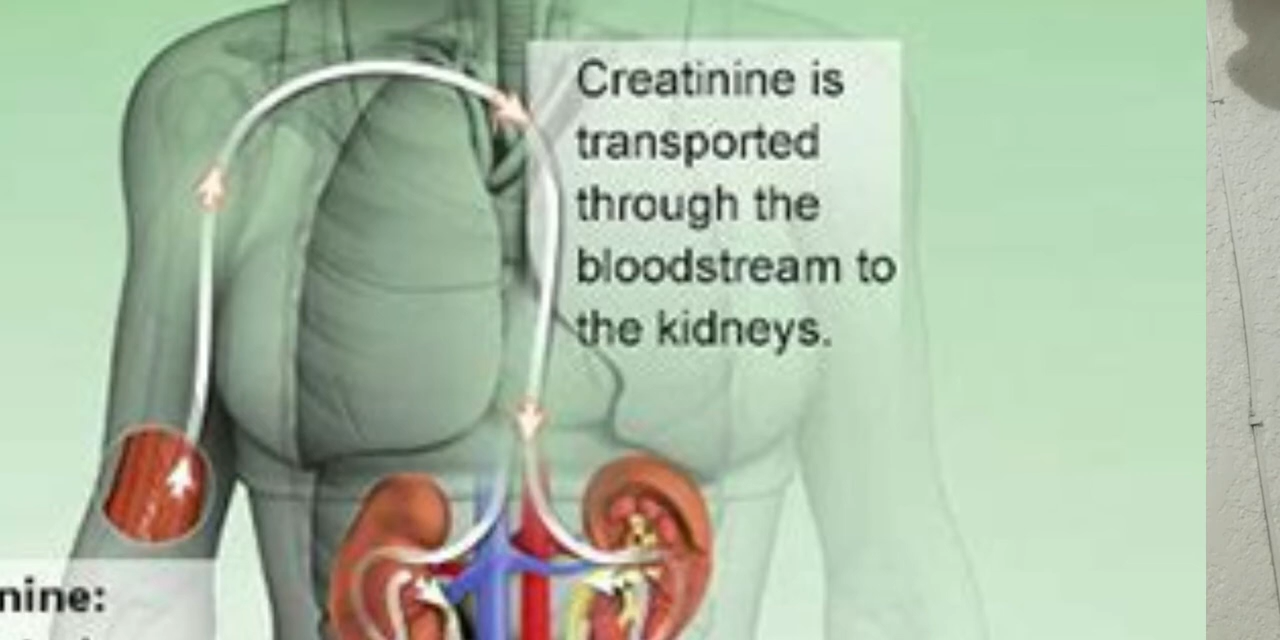 Creatinine is
transported
through the
bloodstream to
the kidneys.
nine: